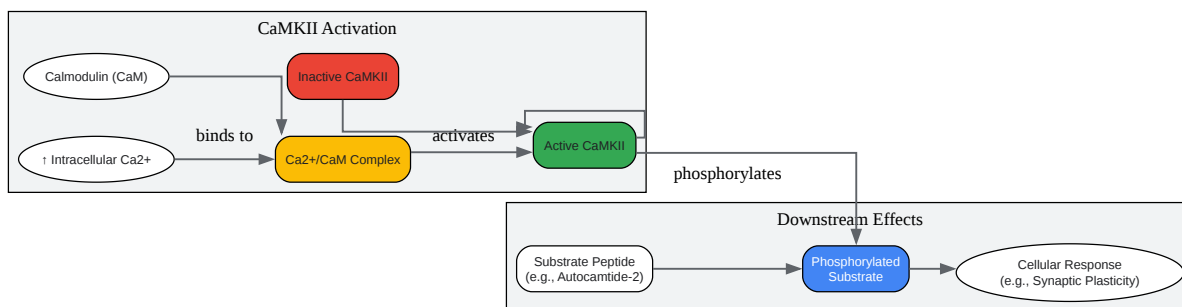 CaMKII Activation
Calmodulin (CaM)
Inactive CaMKII
binds to
activates
↑ Intracellular Ca2+
Ca2+/CaM Complex
Active CaMKII
phosphorylates
Downstream Effects
Substrate Peptide
(e.g., Autocamtide-2)
Phosphorylated
Substrate
Cellular Response
(e.g., Synaptic Plasticity)